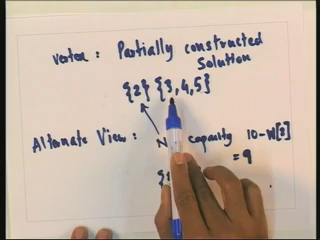 vertex : Partially constructed
Solution
{2} {3,4,5}
Alternate View : capacity 10-W[2]
= 9